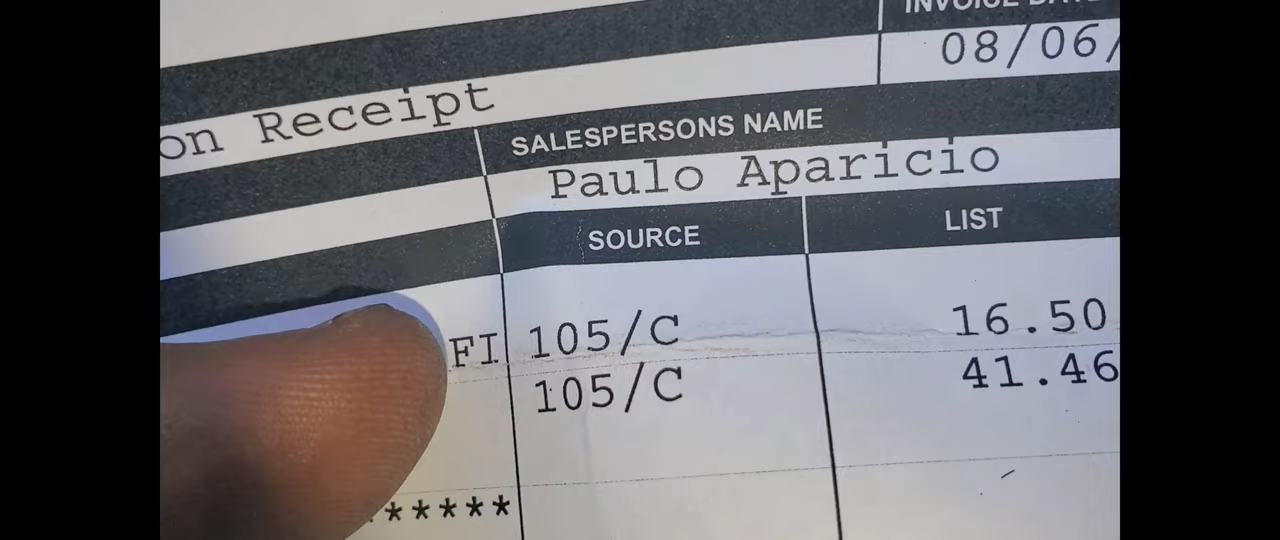 INVOICE DATE
08/06/
on Receipt
SALESPERSONS NAME
Paulo Aparicio
SOURCE LIST
FI 105/C 16.50
105/C 41.46
*****